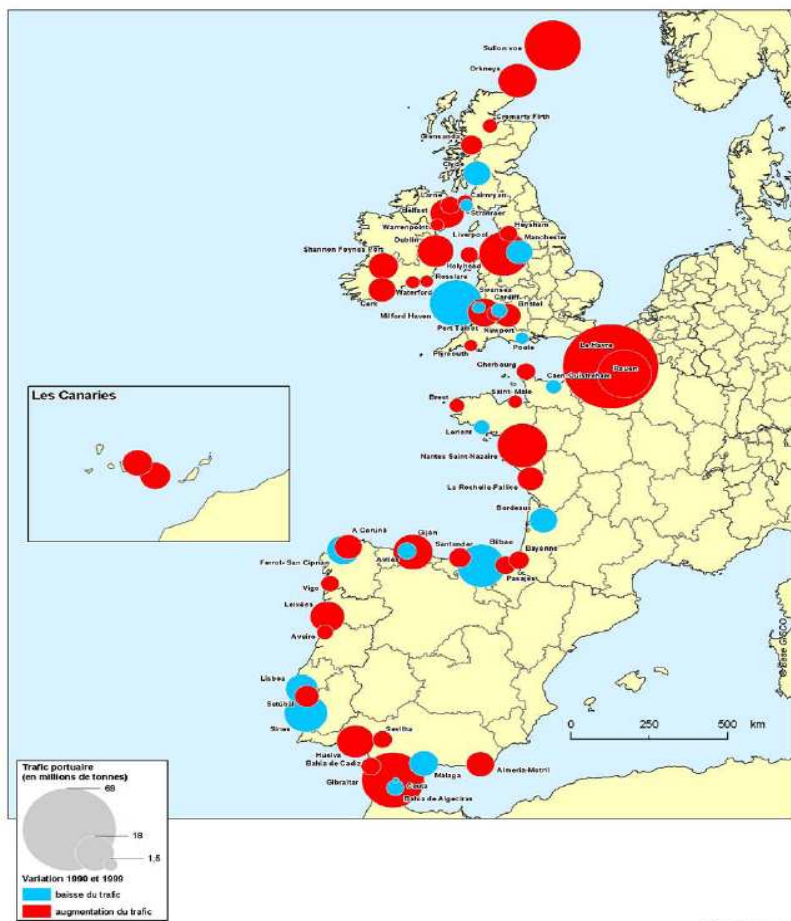 Sullom voe
Orkneys
Cromarty Firth
Glensanda
Clyde
Larne
Cairnryan
Belfast
Stranraer
Warrenpoint
Heysham
Liverpool
Manchester
Dublin
Shannon Foynes Port
Holyhead
Rosslare
Waterford
Swansea
Cardiff
Cork
Bristol
Milford Haven
Port Talbot
Newport
Poole
Plymouth
Le Havre
Rouen
Cherbourg
Caen-Ouistreham
Saint-Malo
Brest
Lorient
Les Canaries
Nantes Saint-Nazaire
La Rochelle-Pallice
Bordeaux
A Coruña
Gijón
Bilbao
Santander
Bayonne
Avilés
Ferrol- San Ciprian
Pasajes
Vigo
Leixões
Aveiro
Lisboa
Setúbal
Sines
Sevilha
Huelva
Bahia de Cadiz
Malaga
Almeria-Motril
Gibraltar
Ceuta
Bahia de Algeciras
0 250 500 km
Trafic portuaire
(en millions de tonnes)
68
18
1,5
Variation 1990 et 1999
baisse du trafic
augmentation du trafic